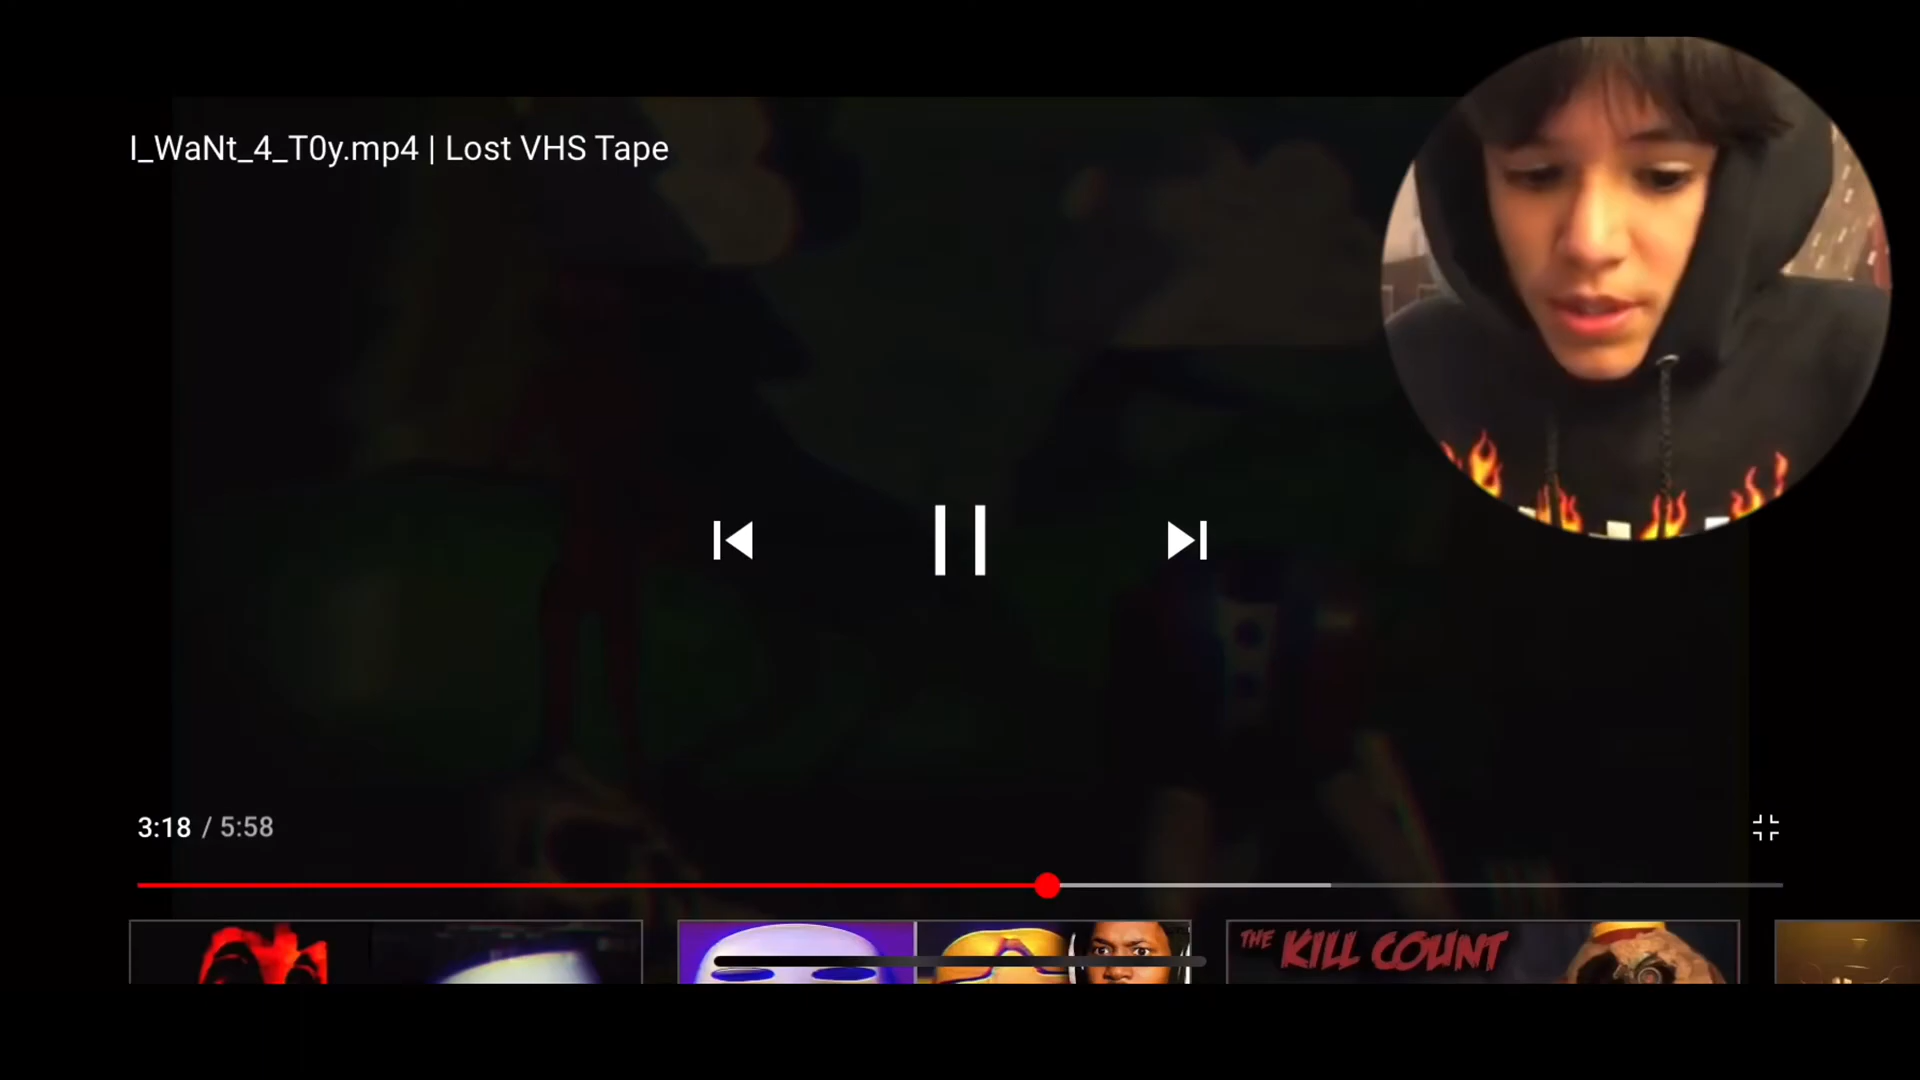 I_WaNt_4_T0y.mp4 | Lost VHS Tape
3:18 / 5:58
THE KILL COUNT